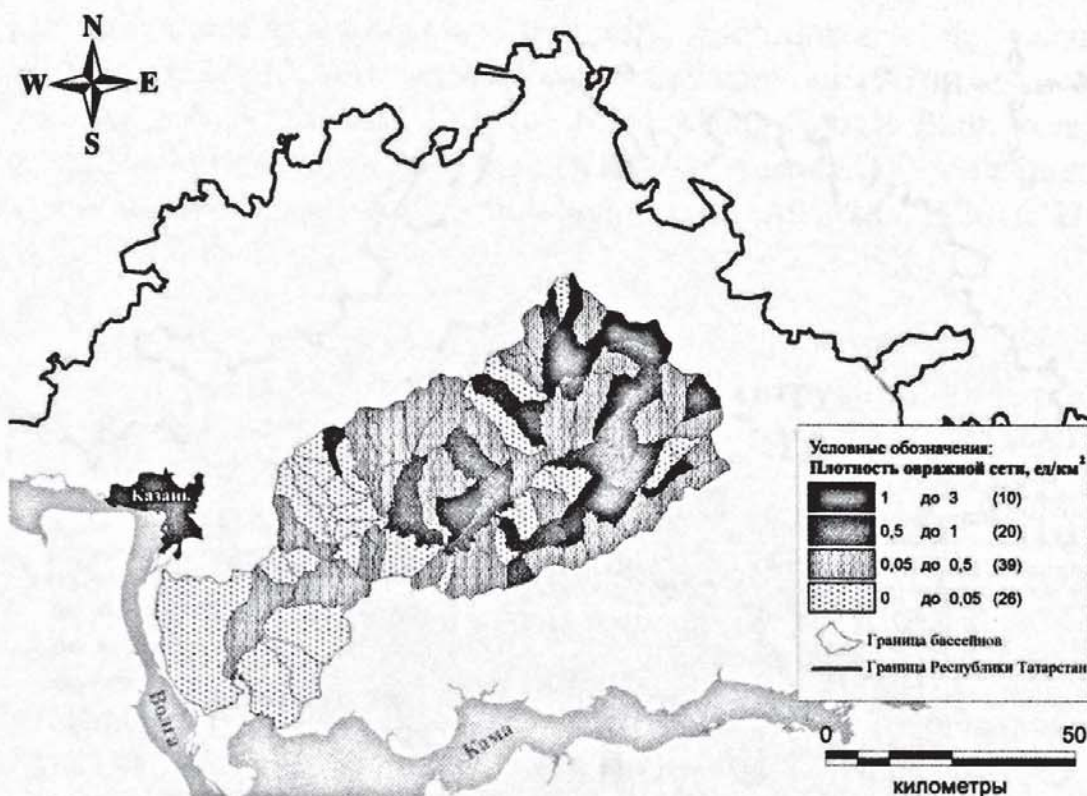 N
W E
S
Казань
Условные обозначения:
Плотность овражной сети, ед/км²
1 до 3 (10)
0,5 до 1 (20)
0,05 до 0,5 (39)
0 до 0,05 (26)
Граница бассейнов
Граница Республики Татарстан
Волга
Кама
0 50
километры